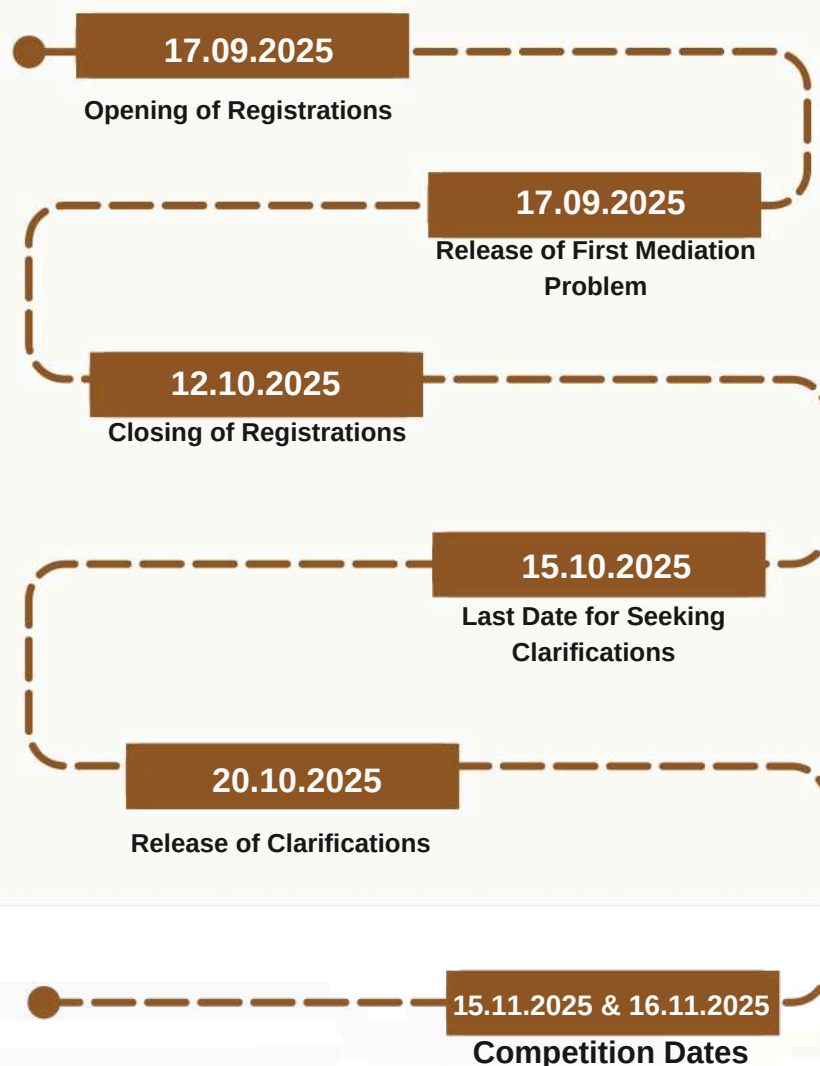 17.09.2025
Opening of Registrations
17.09.2025
Release of First Mediation
Problem
12.10.2025
Closing of Registrations
15.10.2025
Last Date for Seeking
Clarifications
20.10.2025
Release of Clarifications
15.11.2025 & 16.11.2025
Competition Dates